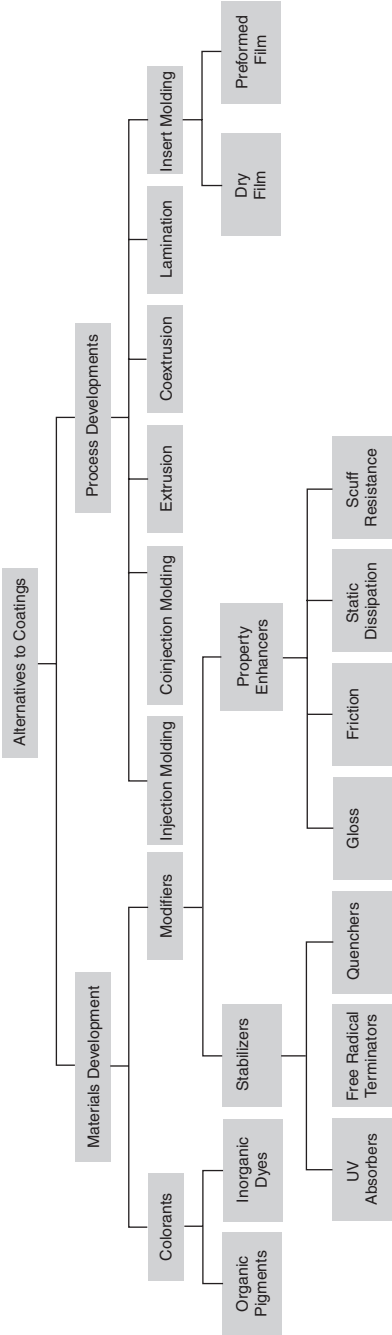 Alternatives to Coatings
Materials Development
Process Developments
Colorants
Modifiers
Injection Molding
Coinjection Molding
Extrusion
Coextrusion
Lamination
Insert Molding
Organic
Pigments
Inorganic
Dyes
Stabilizers
Property
Enhancers
Dry
Film
Preformed
Film
UV
Absorbers
Free Radical
Terminators
Quenchers
Gloss
Friction
Static
Dissipation
Scuff
Resistance